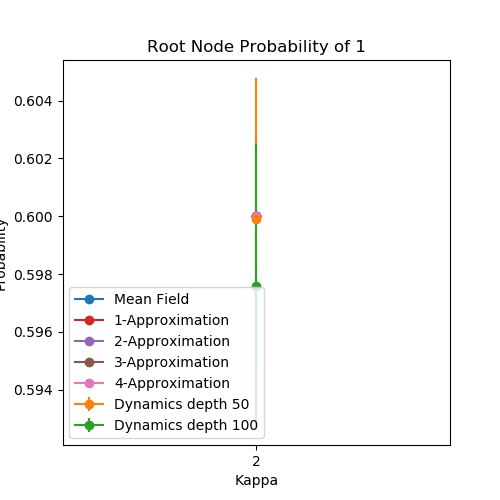 Root Node Probability of 1
0.604
0.602
0.600
0.598
0.596
0.594
Probability
Mean Field
1-Approximation
2-Approximation
3-Approximation
4-Approximation
Dynamics depth 50
Dynamics depth 100
2
Kappa